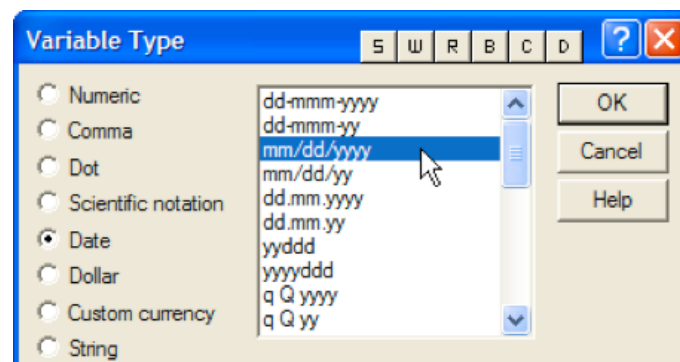 Variable Type
S W R B C D
Numeric
Comma
Dot
Scientific notation
Date
Dollar
Custom currency
String
dd-mmm-yyyy
dd-mmm-yy
mm/dd/yyyy
mm/dd/yy
dd.mm.yyyy
dd.mm.yy
yyddd
yyyyddd
q Q yyyy
q Q yy
OK
Cancel
Help